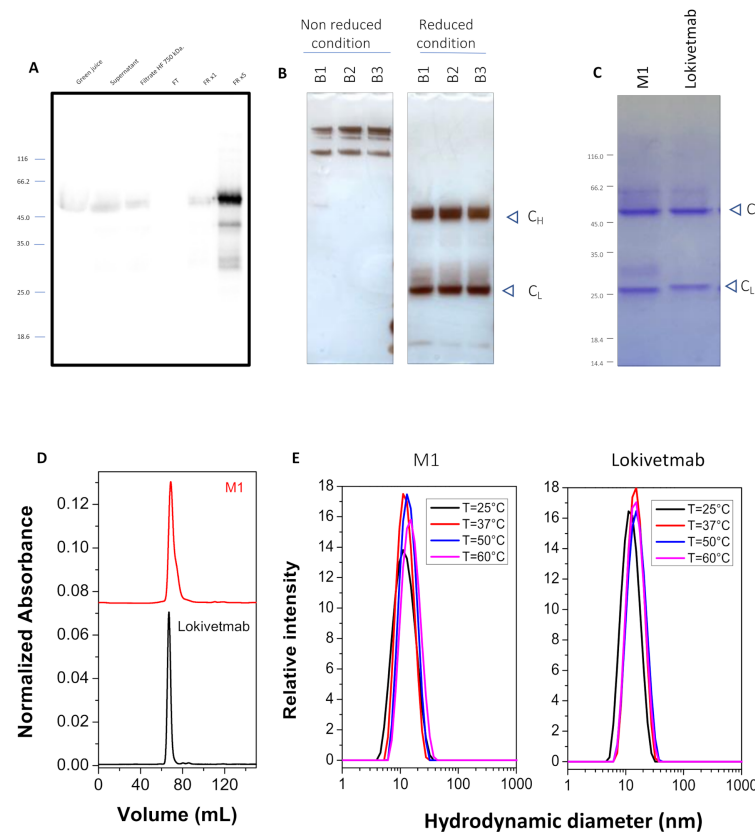 A
Green juice
Supernatant
Filtrate HF 750 kDa.
FT
FR x1
FR x5
116
66.2
45.0
35.0
25.0
18.6
B
Non reduced
condition
Reduced
condition
B1 B2 B3
B1 B2 B3
CH
CL
C
M1
Lokivetmab
116.0
66.2
45.0
35.0
25.0
18.4
14.4
C
CL
D
M1
Lokivetmab
0.12
0.10
0.08
0.06
0.04
0.02
0.00
0 40 80 120
Normalized Absorbance
Volume (mL)
E
M1
T=25°C
T=37°C
T=50°C
T=60°C
18
16
14
12
10
8
6
4
2
0
1 10 100 1000
Relative intensity
Lokivetmab
T=25°C
T=37°C
T=50°C
T=60°C
18
16
14
12
10
8
6
4
2
0
1 10 100 1000
Hydrodynamic diameter (nm)